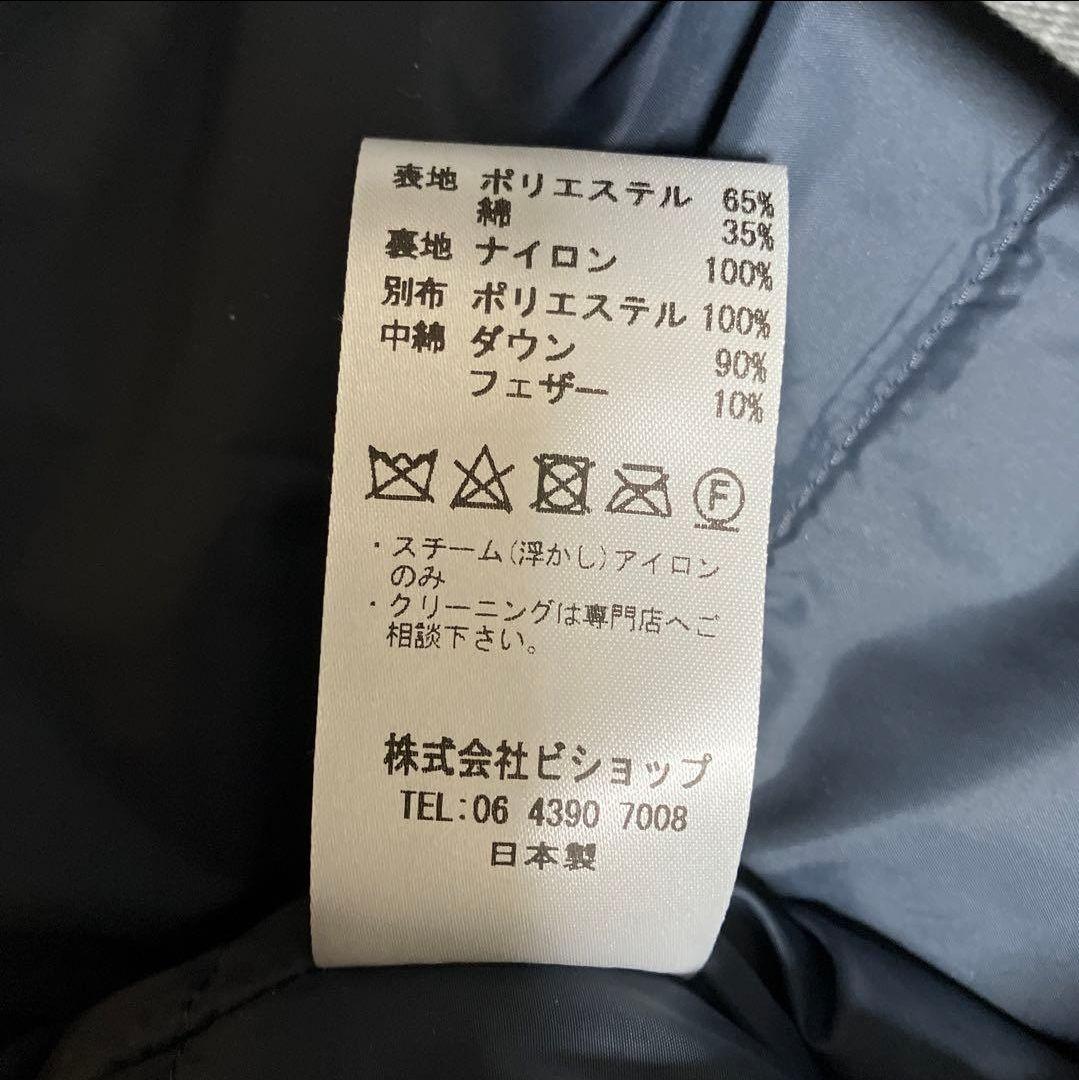 表地 ポリエステル 65%
綿 35%
裏地 ナイロン 100%
別布 ポリエステル 100%
中綿 ダウン 90%
フェザー 10%
F
・スチーム(浮かし)アイロン
のみ
・クリーニングは専門店へご
相談下さい。
株式会社ビショップ
TEL:06 4390 7008
日本製